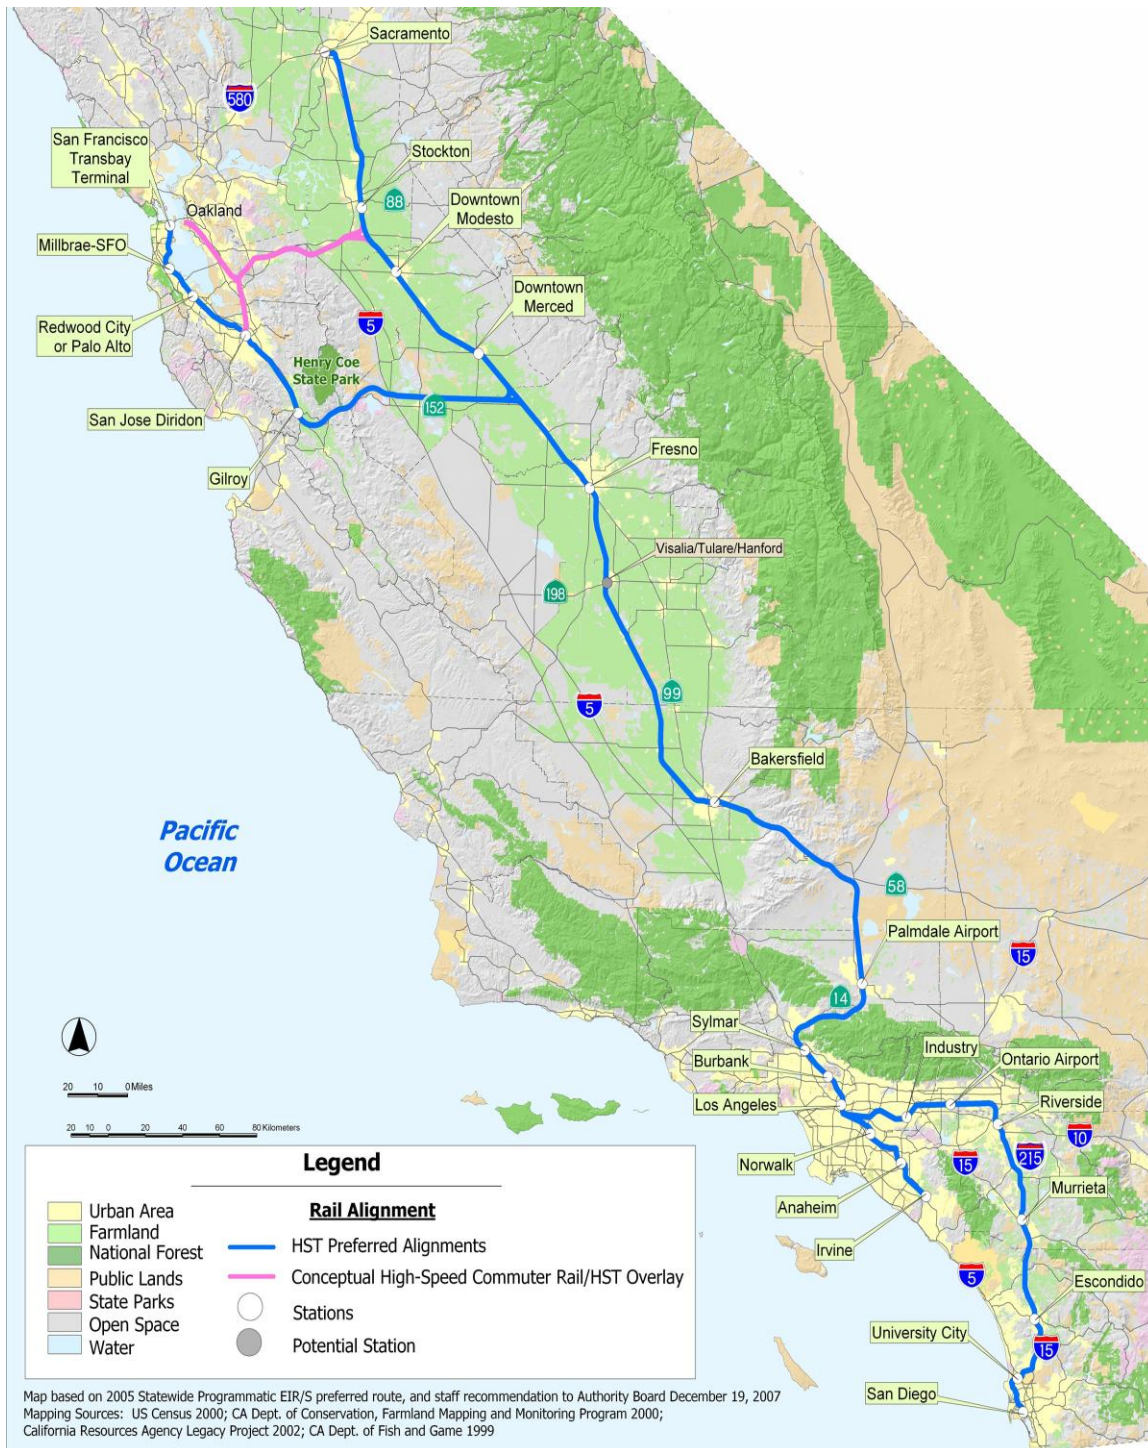 Sacramento
580
San Francisco
Transbay
Terminal
Stockton
88
Downtown
Modesto
Oakland
Millbrae-SFO
Downtown
Merced
Redwood City
or Palo Alto
5
Henry Coe
State Park
152
San Jose Diridon
Gilroy
Fresno
Visalia/Tulare/Hanford
198
99
5
Bakersfield
Pacific
Ocean
58
Palmdale Airport
15
14
Sylmar
Industry
Burbank
Ontario Airport
Los Angeles
Riverside
10
Norwalk
15
215
Anaheim
Murrieta
Irvine
5
Escondido
University City
15
San Diego
20 10 0 Miles
20 10 0 20 40 60 80 Kilometers
Legend
Rail Alignment
Urban Area
Farmland
National Forest
Public Lands
State Parks
Open Space
Water
HST Preferred Alignments
Conceptual High-Speed Commuter Rail/HST Overlay
Stations
Potential Station
Map based on 2005 Statewide Programmatic EIR/S preferred route, and staff recommendation to Authority Board December 19, 2007
Mapping Sources: US Census 2000; CA Dept. of Conservation, Farmland Mapping and Monitoring Program 2000;
California Resources Agency Legacy Project 2002; CA Dept. of Fish and Game 1999